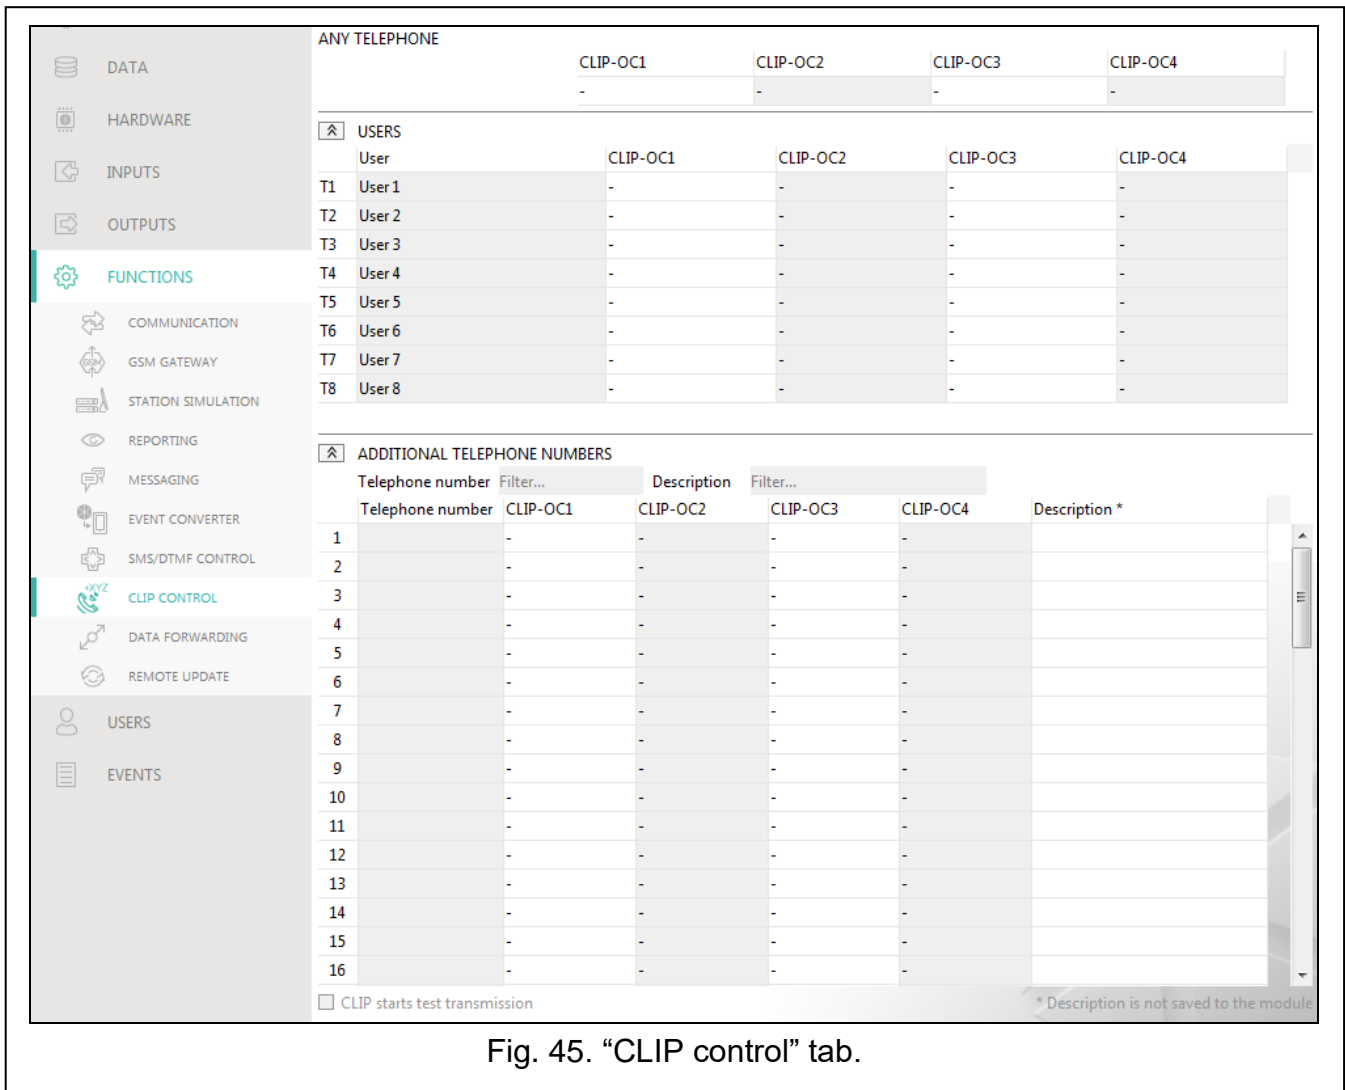 DATA
HARDWARE
INPUTS
OUTPUTS
FUNCTIONS
COMMUNICATION
GSM GATEWAY
STATION SIMULATION
REPORTING
MESSAGING
EVENT CONVERTER
SMS/DTMF CONTROL
CLIP CONTROL
DATA FORWARDING
REMOTE UPDATE
USERS
EVENTS
ANY TELEPHONE
CLIP-OC1 CLIP-OC2 CLIP-OC3 CLIP-OC4
- - - -
USERS
User CLIP-OC1 CLIP-OC2 CLIP-OC3 CLIP-OC4
T1 User 1 - - - -
T2 User 2 - - - -
T3 User 3 - - - -
T4 User 4 - - - -
T5 User 5 - - - -
T6 User 6 - - - -
T7 User 7 - - - -
T8 User 8 - - - -
ADDITIONAL TELEPHONE NUMBERS
Telephone number Filter... Description Filter...
Telephone number CLIP-OC1 CLIP-OC2 CLIP-OC3 CLIP-OC4 Description *
1 - - - -
2 - - - -
3 - - - -
4 - - - -
5 - - - -
6 - - - -
7 - - - -
8 - - - -
9 - - - -
10 - - - -
11 - - - -
12 - - - -
13 - - - -
14 - - - -
15 - - - -
16 - - - -
CLIP starts test transmission * Description is not saved to the module
Fig. 45. “CLIP control” tab.